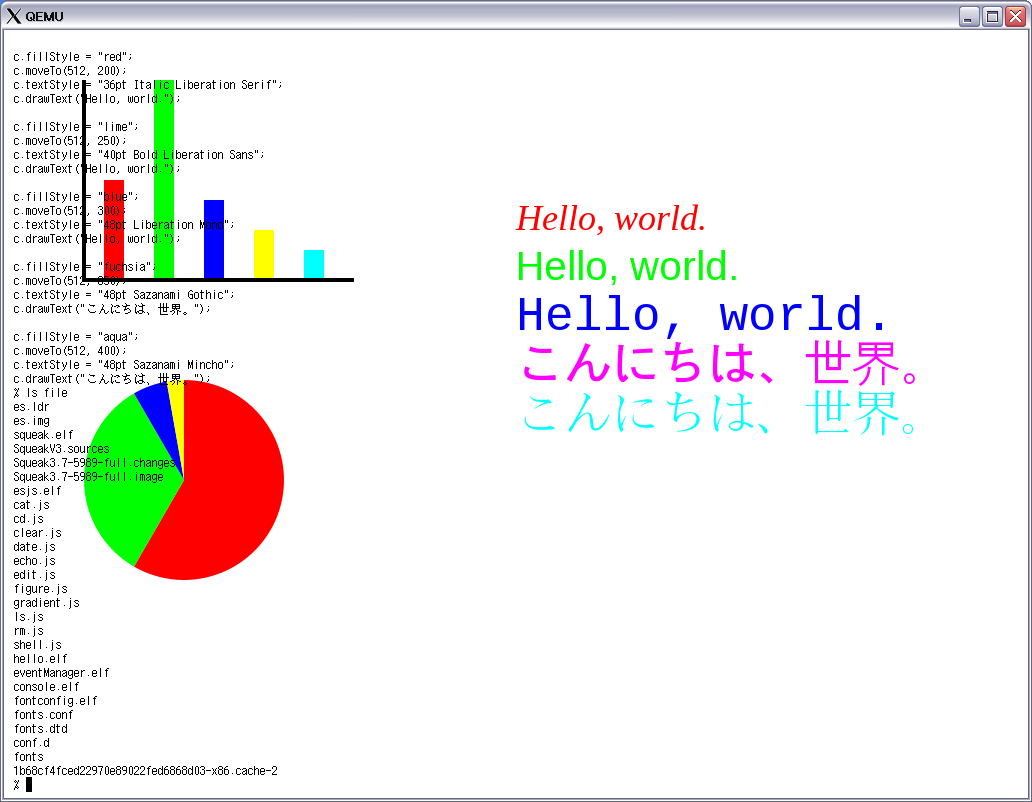 QEMU
c.fillStyle = "red";
c.moveTo(512, 200);
c.textStyle = "36pt Italic Liberation Serif";
c.drawText("Hello, world.");
c.fillStyle = "lime";
c.moveTo(512, 250);
c.textStyle = "40pt Bold Liberation Sans";
c.drawText("Hello, world.");
c.fillStyle = "blue";
c.moveTo(512, 300);
c.textStyle = "48pt Liberation Mono";
c.drawText("Hello, world.");
c.fillStyle = "fuchsia";
c.moveTo(512, 350);
c.textStyle = "48pt Sazanami Gothic";
c.drawText("こんにちは、世界。");
c.fillStyle = "aqua";
c.moveTo(512, 400);
c.textStyle = "48pt Sazanami Mincho";
c.drawText("こんにちは、世界。");
% ls file
es.ldr
es.img
squeak.elf
SqueakV3.sources
Squeak3.7-5989-full.changes
Squeak3.7-5989-full.image
esjs.elf
cat.js
cd.js
clear.js
date.js
echo.js
edit.js
figure.js
gradient.js
ls.js
rm.js
shell.js
hello.elf
eventManager.elf
console.elf
fontconfig.elf
fonts.conf
fonts.dtd
conf.d
fonts
1b68cf4fced22970e89022fed6868d03-x86.cache-2
%
Hello, world.
Hello, world.
Hello, world.
こんにちは、世界。
こんにちは、世界。